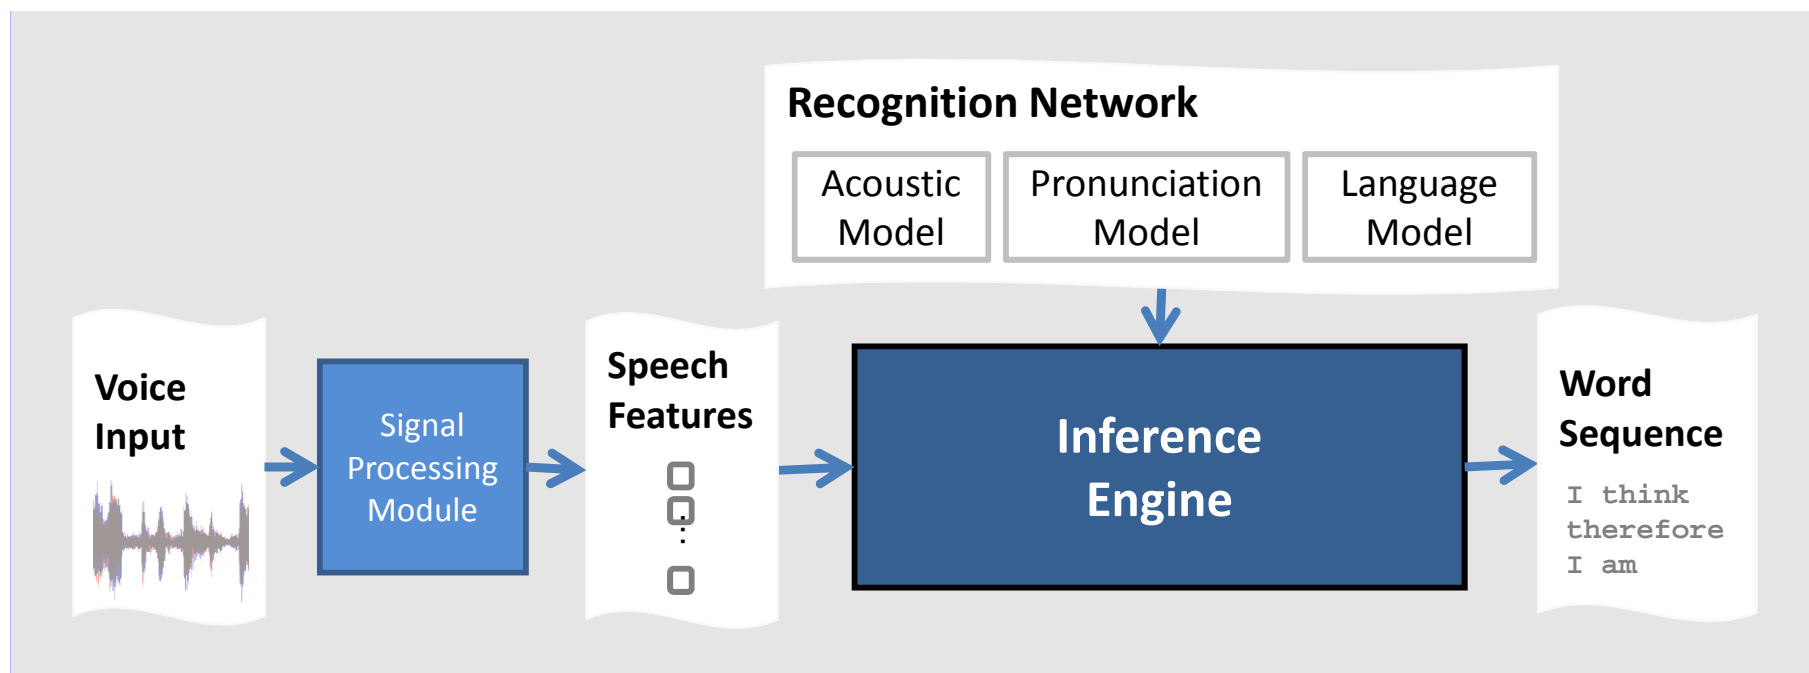 Recognition Network
Acoustic
Model
Pronunciation
Model
Language
Model
Voice
Input
Signal
Processing
Module
Speech
Features
Inference
Engine
Word
Sequence
I think
therefore
I am